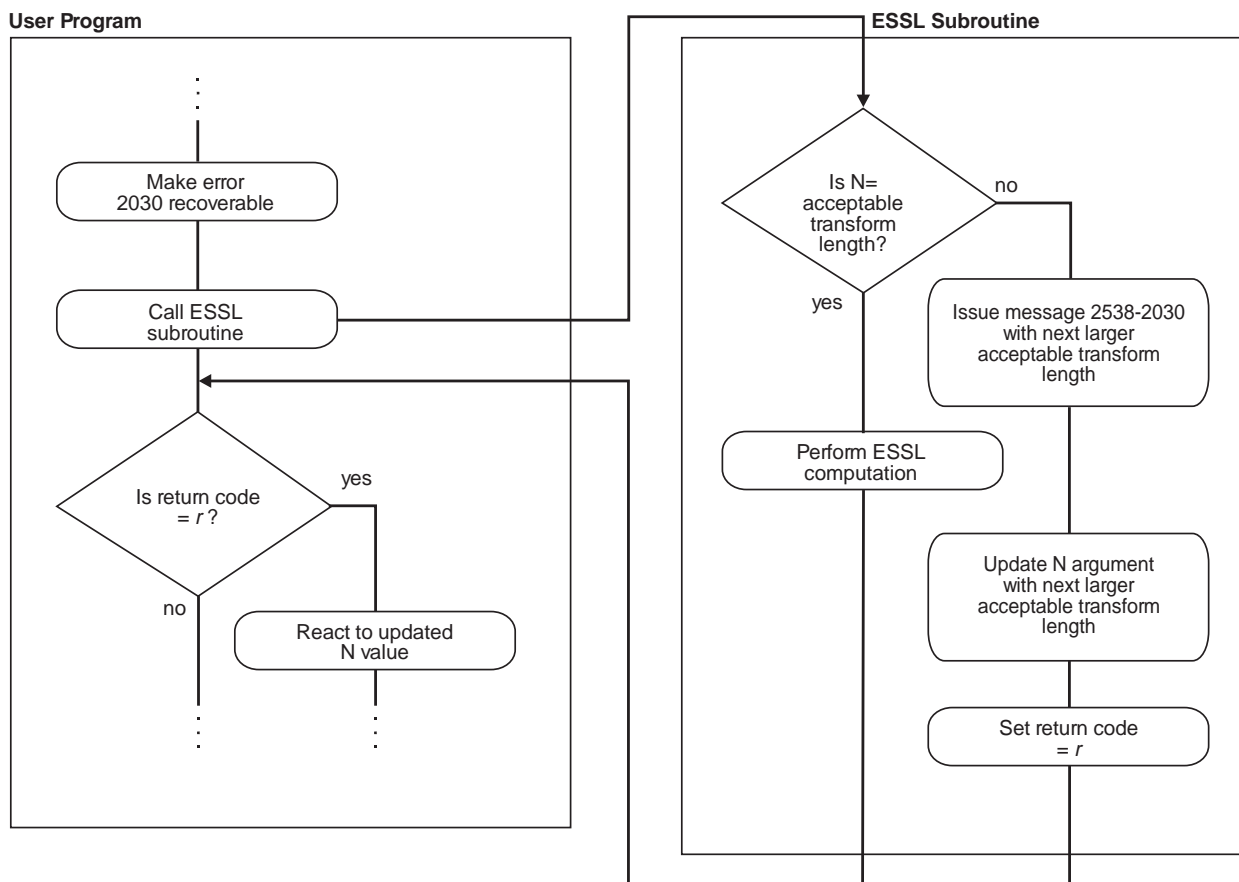 User Program
Make error
2030 recoverable
Call ESSL
subroutine
Is return code
= r ?
yes
no
React to updated
N value
ESSL Subroutine
Is N=
acceptable
transform
length?
no
yes
Issue message 2538-2030
with next larger
acceptable transform
length
Perform ESSL
computation
Update N argument
with next larger
acceptable transform
length
Set return code
= r